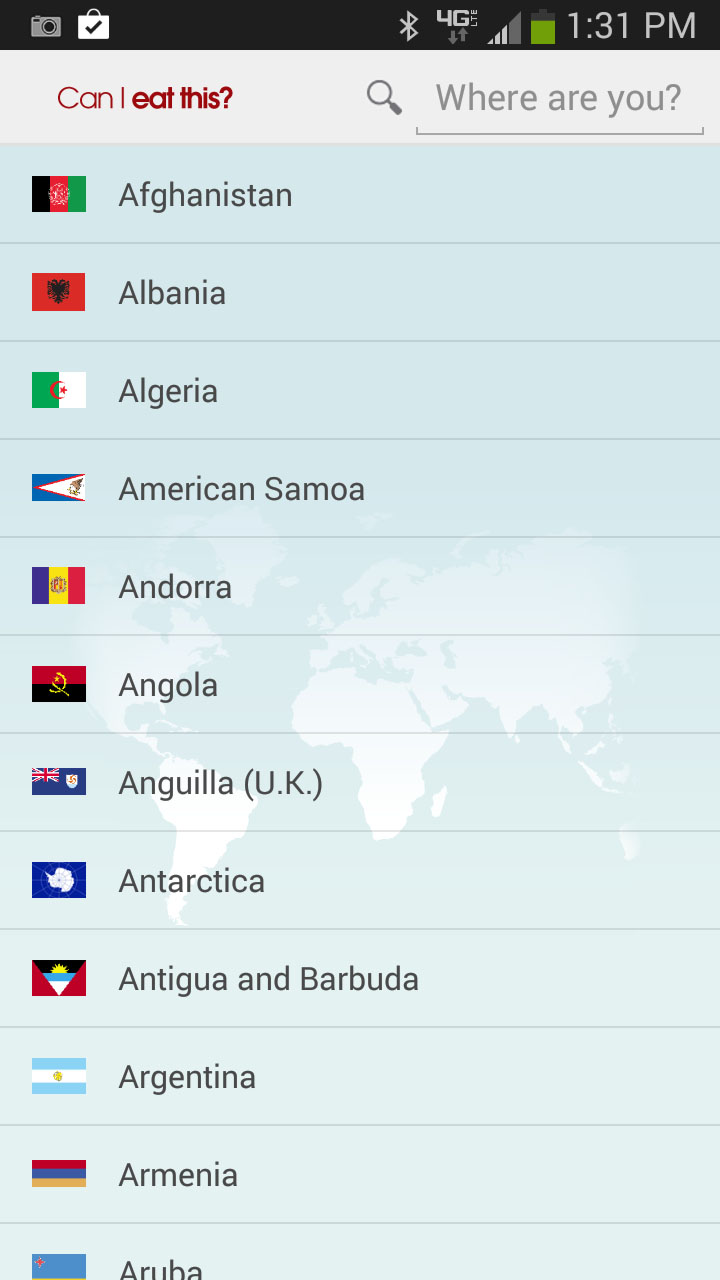 4G LTE 1:31 PM
Can I eat this? Where are you?
Afghanistan
Albania
Algeria
American Samoa
Andorra
Angola
Anguilla (U.K.)
Antarctica
Antigua and Barbuda
Argentina
Armenia
Aruba